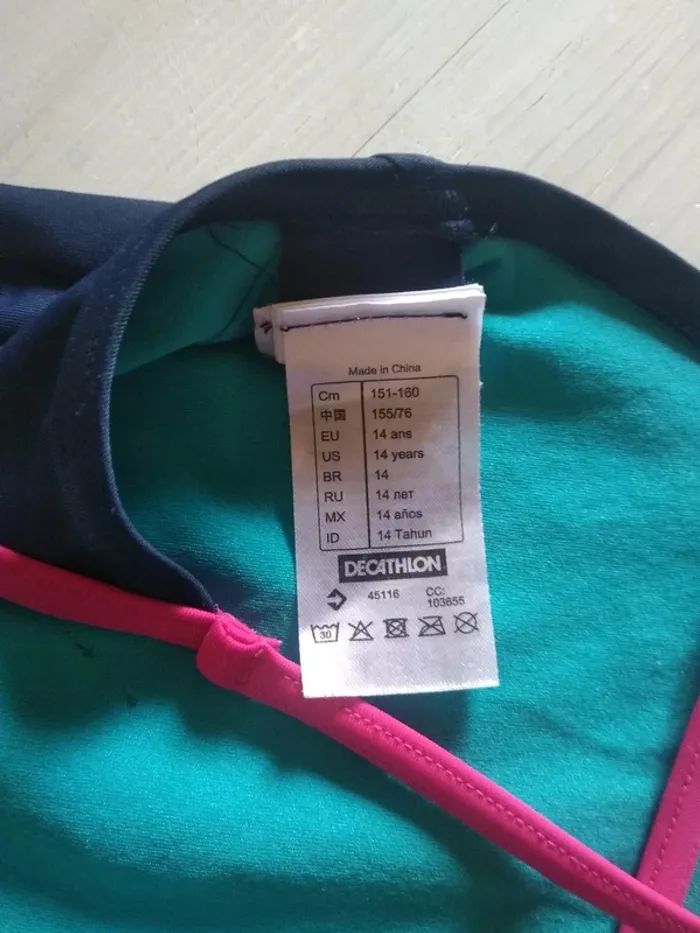 Made in China
Cm 151-160
中国 155/76
EU 14 ans
US 14 years
BR 14
RU 14 лет
MX 14 años
ID 14 Tahun
DECATHLON
45116 CC: 103655
30